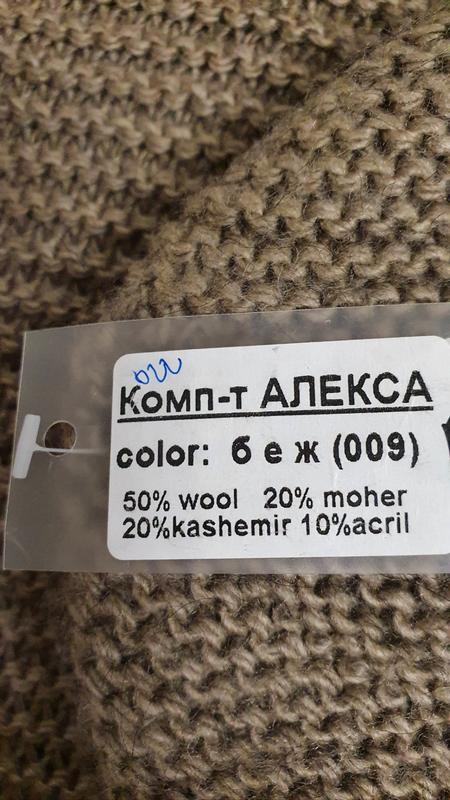 Комп-т АЛЕКСА
color: б е ж (009)
50% wool 20% moher
20%kashemir 10%acril